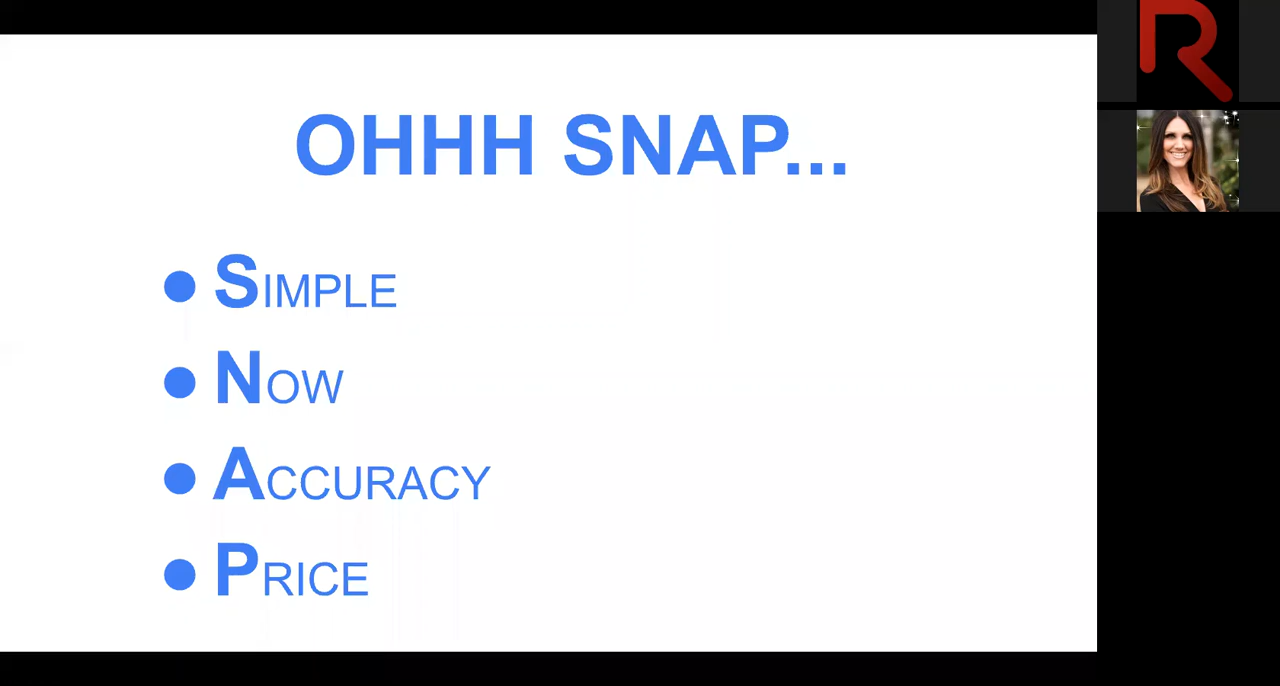 OHHH SNAP...
SIMPLE
NOW
ACCURACY
PRICE
R